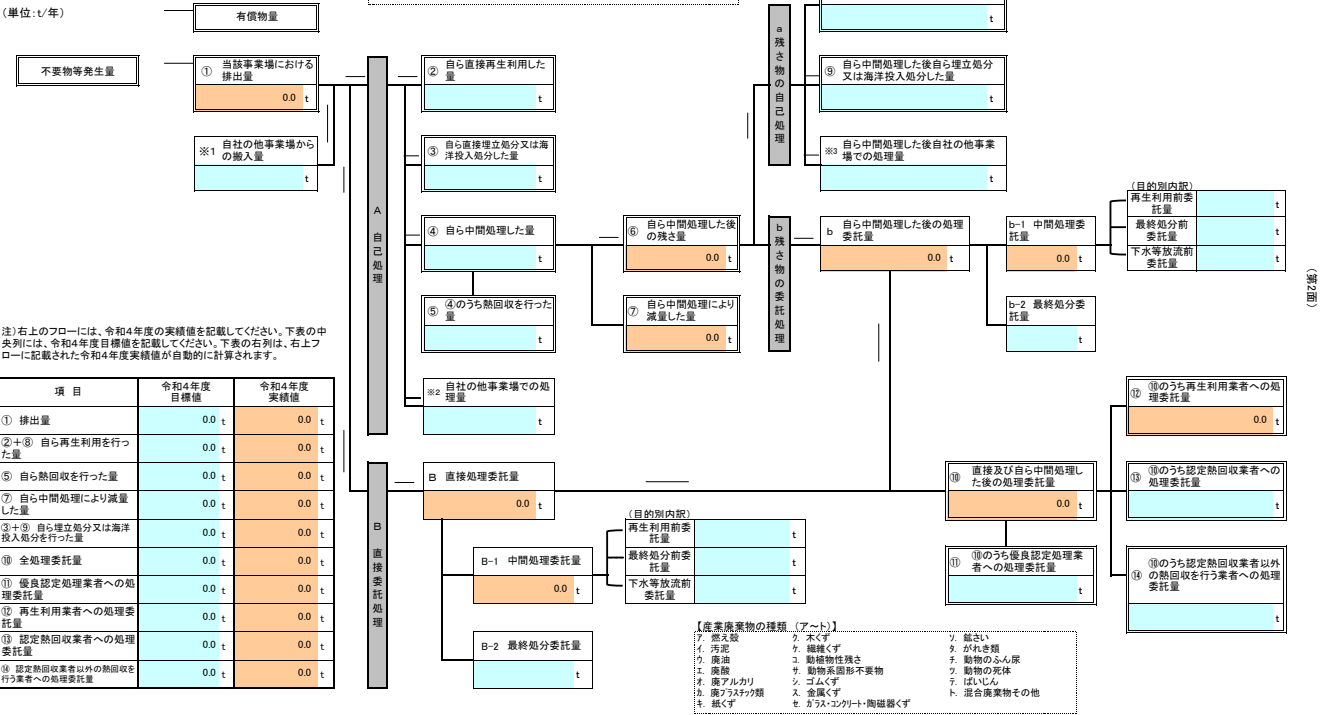 (単位:t/年)
有償物量
不要物等発生量
① 当該事業場における
排出量
0.0 t
※1 自社の他事業場から
の搬入量
t
A 自己処理
② 自ら直接再生利用した
量
t
③ 自ら直接埋立処分又は海
洋投入処分した量
t
④ 自ら中間処理した量
t
⑤ ④のうち熱回収を行った
量
t
※2 自社の他事業場での処
理量
t
⑥ 自ら中間処理した後
の残さ量
0.0 t
⑦ 自ら中間処理により
減量した量
0.0 t
a 残さ物の自己処理
t
⑨ 自ら中間処理した後自ら埋立処分
又は海洋投入処分した量
t
※3 自ら中間処理した後自社の他事業
場での処理量
t
b 残さ物の委託処理
b 自ら中間処理した後の処理
委託量
0.0 t
b-1 中間処理委
託量
0.0 t
b-2 最終処分委
託量
t
(目的別内訳)
再生利用前委
託量
t
最終処分前
委託量
t
下水等放流前
委託量
t
(第2面)
注)右上のフローには、令和4年度の実績値を記載してください。下表の中
央列には、令和4年度目標値を記載してください。下表の右列は、右上フ
ローに記載された令和4年度実績値が自動的に計算されます。
項 目 令和4年度
目標値 令和4年度
実績値
① 排出量 0.0 t 0.0 t
②+⑧ 自ら再生利用を行っ
た量 0.0 t 0.0 t
⑤ 自ら熱回収を行った量 0.0 t 0.0 t
⑦ 自ら中間処理により減量
した量 0.0 t 0.0 t
③+⑨ 自ら埋立処分又は海洋
投入処分を行った量 0.0 t 0.0 t
⑩ 全処理委託量 0.0 t 0.0 t
⑪ 優良認定処理業者への処
理委託量 0.0 t 0.0 t
⑫ 再生利用業者への処理委
託量 0.0 t 0.0 t
⑬ 認定熱回収業者への処理
委託量 0.0 t 0.0 t
⑭ 認定熱回収業者以外の熱回収を
行う業者への処理委託量 0.0 t 0.0 t
B 直接委託処理
B 直接処理委託量
0.0 t
B-1 中間処理委託量
0.0 t
B-2 最終処分委託量
t
(目的別内訳)
再生利用前委
託量
t
最終処分前委
託量
t
下水等放流前
委託量
t
⑩ 直接及び自ら中間処理し
た後の処理委託量
0.0 t
⑪ ⑩のうち優良認定処理業
者への処理委託量
t
⑫ ⑩のうち再生利用業者への処
理委託量
0.0 t
⑬ ⑩のうち認定熱回収業者への
処理委託量
t
⑭ ⑩のうち認定熱回収業者以外
の熱回収を行う業者への処理
委託量
t
【産業廃棄物の種類 (ア～ト)】
ア. 燃え殻 ク. 木くず ソ. 鉱さい
イ. 汚泥 ケ. 繊維くず タ. がれき類
ウ. 廃油 コ. 動植物性残さ チ. 動物のふん尿
エ. 廃酸 サ. 動物系固形不要物 ツ. 動物の死体
オ. 廃アルカリ シ. ゴムくず テ. ばいじん
カ. 廃プラスチック類 ス. 金属くず ト. 混合廃棄物その他
キ. 紙くず セ. ガラス・コンクリート・陶磁器くず